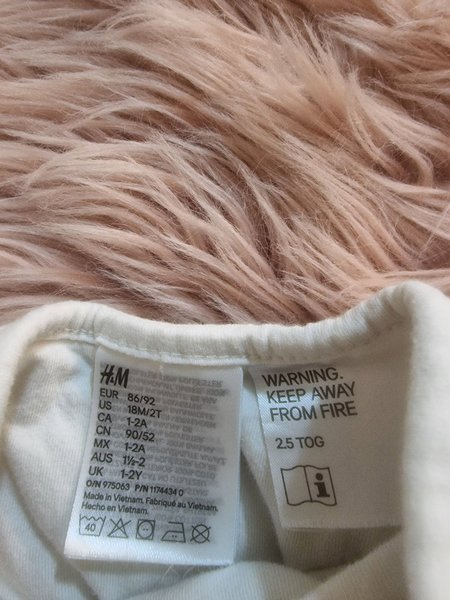 H&M
EUR 86/92
US 18M/2T
CA 1-2A
CN 90/52
MX 1-2A
AUS 1½-2
UK 1-2Y
O/N 975063 P/N 1174434 0
Made in Vietnam. Fabriqué au Vietnam.
Hecho en Vietnam.
40
WARNING.
KEEP AWAY
FROM FIRE
2.5 TOG